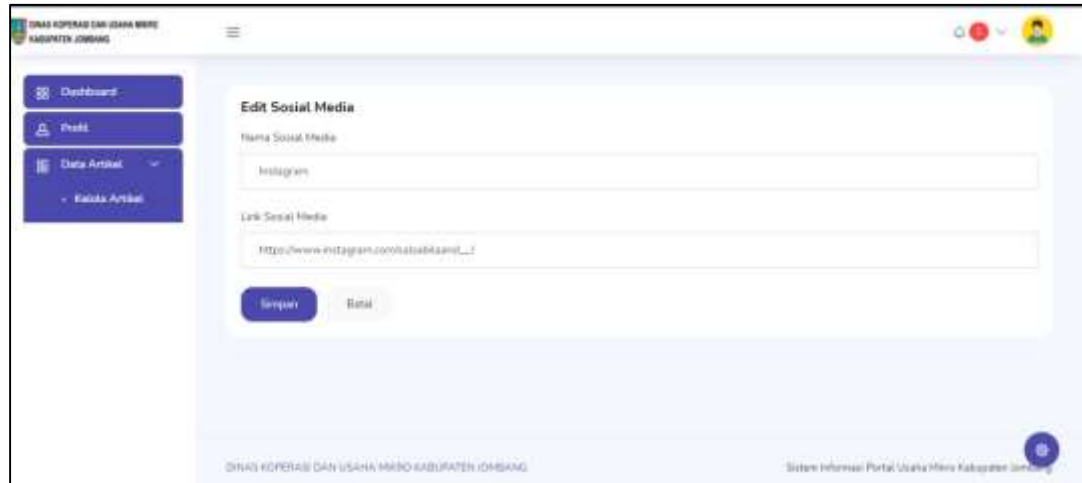 DINAS KOPERASI DAN USAHA MIKRO
KABUPATEN JOMBANG
Dashboard
Profil
Data Artikel
Kelola Artikel
Edit Sosial Media
Nama Sosial Media
Instagram
Link Sosial Media
Simpan
Batal
DINAS KOPERASI DAN USAHA MIKRO KABUPATEN JOMBANG
Sistem Informasi Portal Usaha Mikro Kabupaten